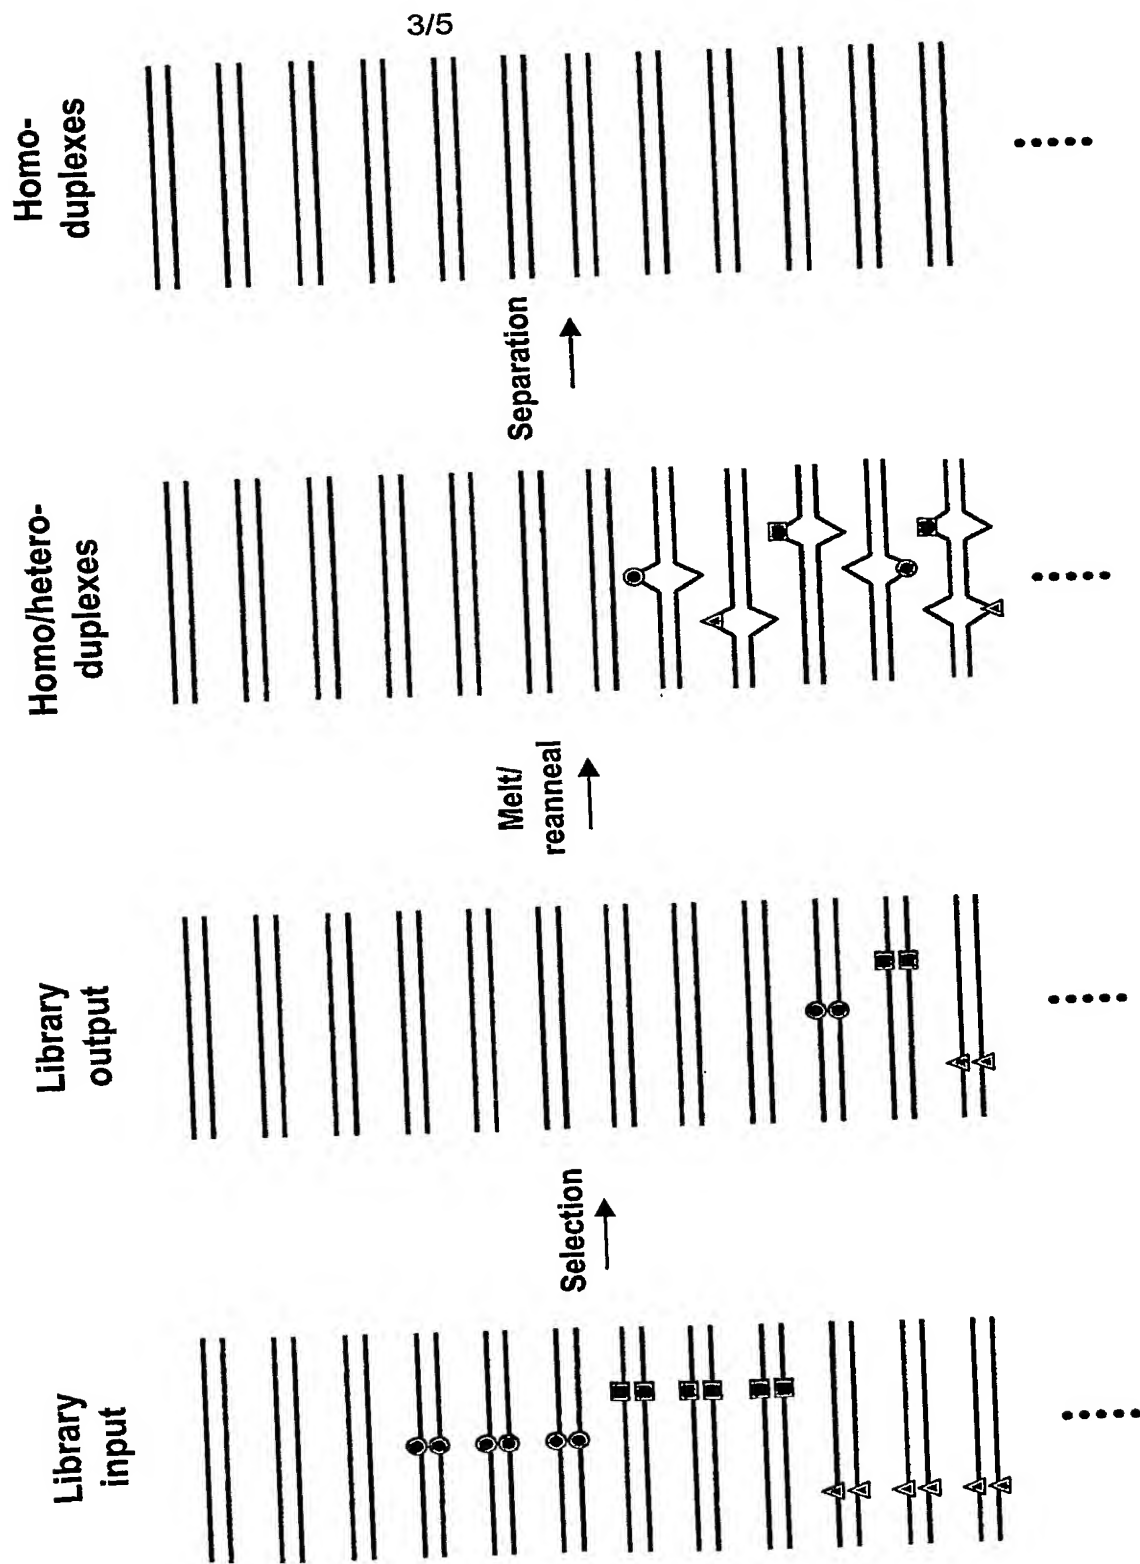 3/5
Library
input
Selection
Library
output
Melt/
reanneal
Homo/hetero-
duplexes
Separation
Homo-
duplexes